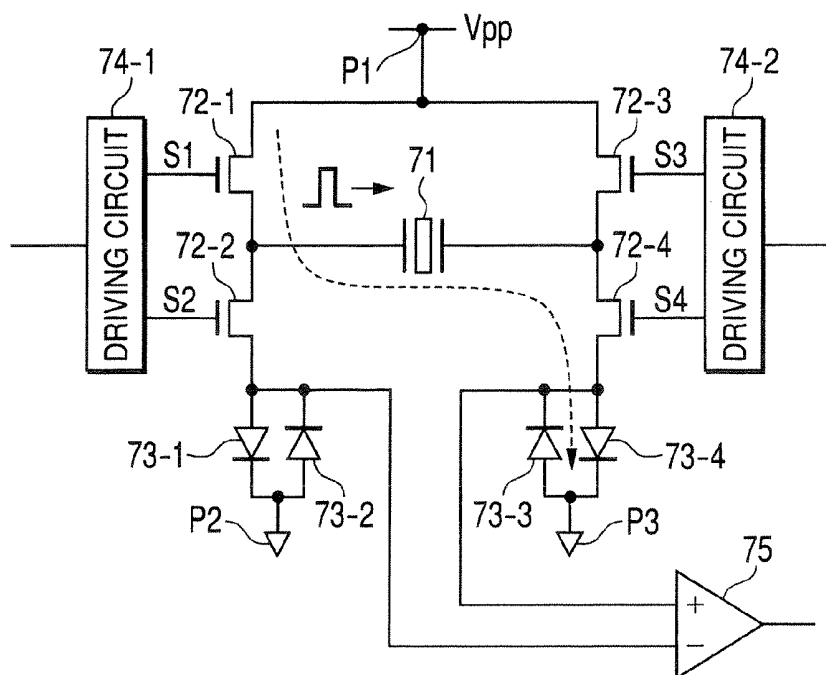 Vpp
P1
74-1
74-2
72-1
72-3
71
S1
S3
DRIVING CIRCUIT
DRIVING CIRCUIT
72-2
72-4
S2
S4
73-1
73-2
73-3
73-4
P2
P3
75
+
−